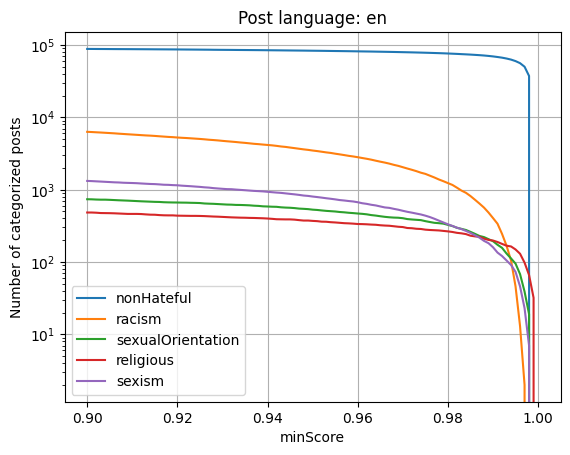 Post language: en
Number of categorized posts
10^5
10^4
10^3
10^2
10^1
nonHateful
racism
sexualOrientation
religious
sexism
0.90 0.92 0.94 0.96 0.98 1.00
minScore